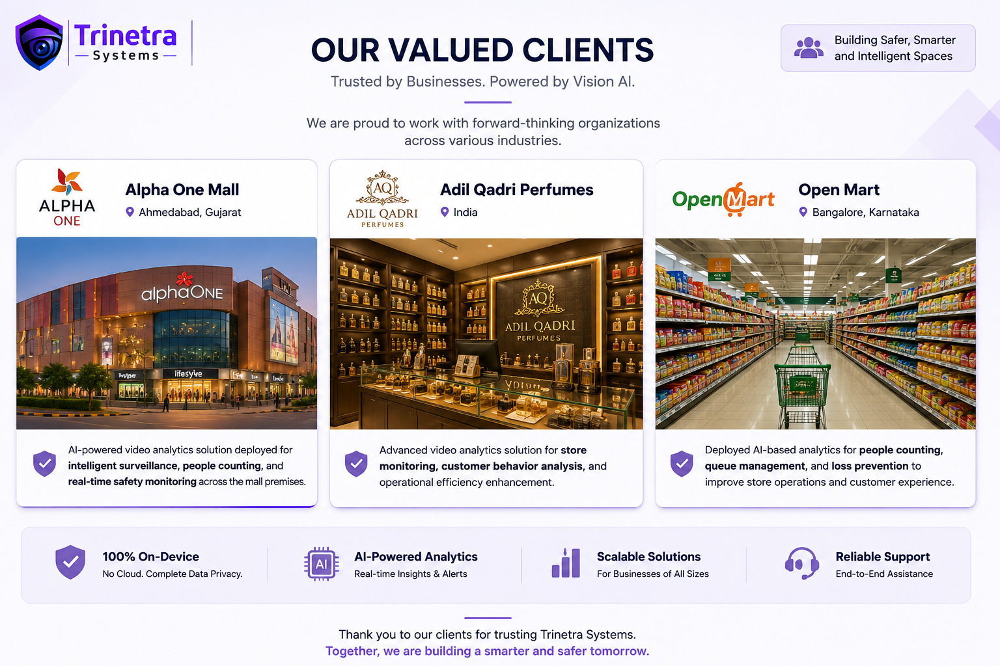 Trinetra
Systems
OUR VALUED CLIENTS
Trusted by Businesses. Powered by Vision AI.
We are proud to work with forward-thinking organizations
across various industries.
Building Safer, Smarter
and Intelligent Spaces
ALPHA
ONE
Alpha One Mall
Ahmedabad, Gujarat
alphaONE
lifestyle
AI-powered video analytics solution deployed for
intelligent surveillance, people counting, and
real-time safety monitoring across the mall premises.
AQ
ADIL QADRI
PERFUMES
Adil Qadri Perfumes
India
AQ
ADIL QADRI
PERFUMES
Advanced video analytics solution for store
monitoring, customer behavior analysis, and
operational efficiency enhancement.
OpenMart
Open Mart
Bangalore, Karnataka
Deployed AI-based analytics for people counting,
queue management, and loss prevention to
improve store operations and customer experience.
100% On-Device
No Cloud. Complete Data Privacy.
AI
AI-Powered Analytics
Real-time Insights & Alerts
Scalable Solutions
For Businesses of All Sizes
Reliable Support
End-to-End Assistance
Thank you to our clients for trusting Trinetra Systems.
Together, we are building a smarter and safer tomorrow.